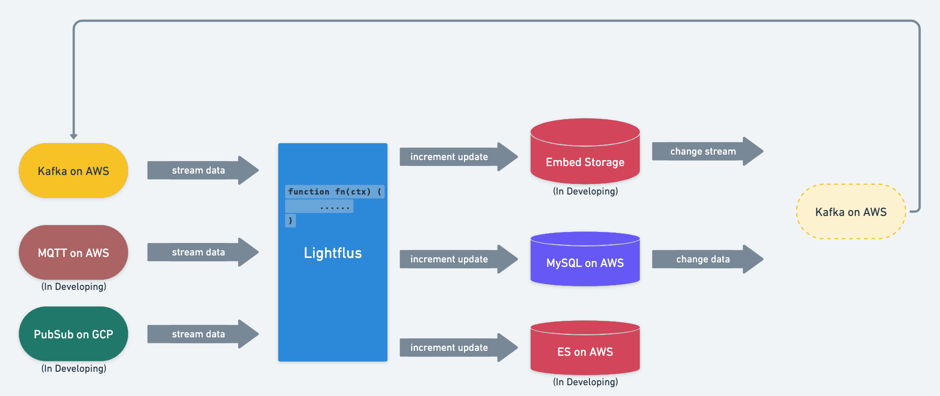 Kafka on AWS
stream data
function fn(ctx) {
......
}
Lightflus
increment update
Embed Storage
(In Developing)
change stream
Kafka on AWS
MQTT on AWS
(In Developing)
stream data
increment update
MySQL on AWS
change data
PubSub on GCP
(In Developing)
stream data
increment update
ES on AWS
(In Developing)